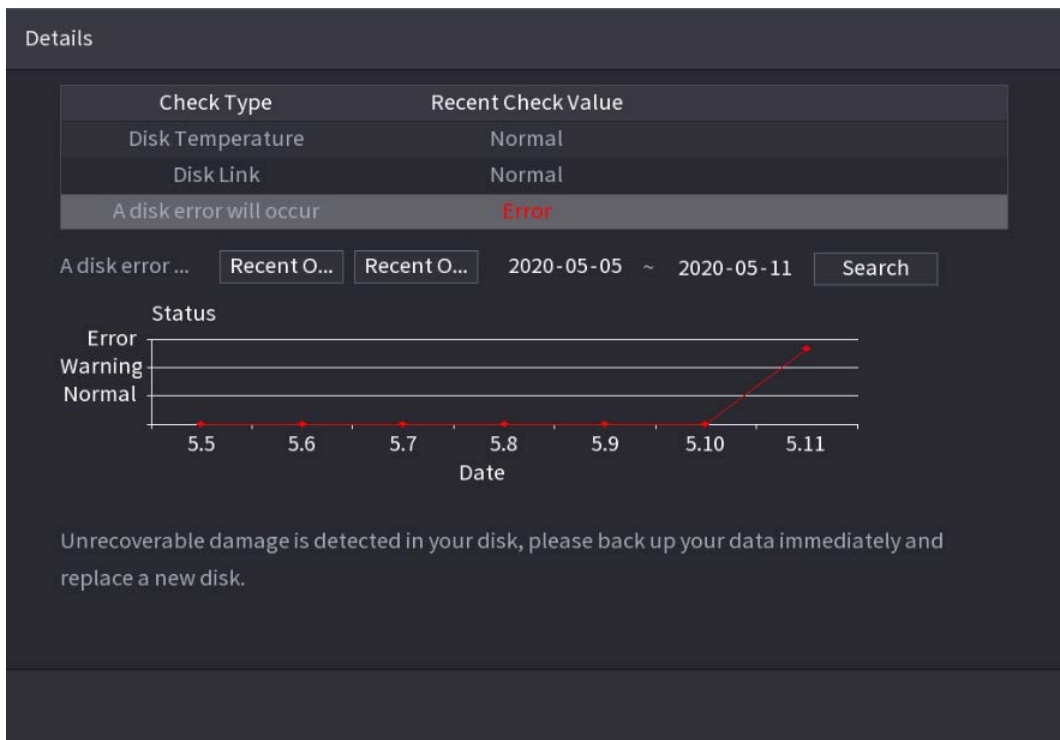 Details
Check Type Recent Check Value
Disk Temperature Normal
Disk Link Normal
A disk error will occur Error
A disk error ... Recent O... Recent O... 2020-05-05 ~ 2020-05-11 Search
Status
Error
Warning
Normal
5.5 5.6 5.7 5.8 5.9 5.10 5.11
Date
Unrecoverable damage is detected in your disk, please back up your data immediately and
replace a new disk.